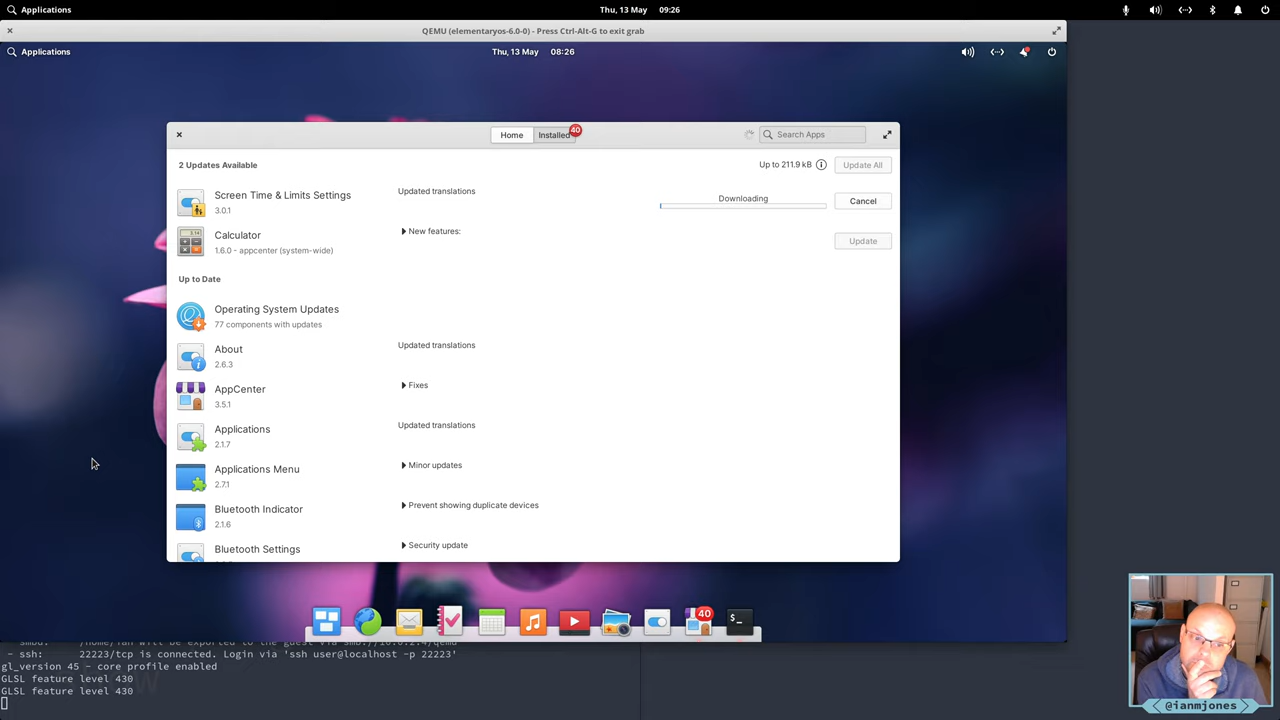 Applications
Thu, 13 May 09:26
QEMU (elementaryos-6.0-0) - Press Ctrl-Alt-G to exit grab
Applications
Thu, 13 May 08:26
Home
Installed
40
Search Apps
2 Updates Available
Up to 211.9 kB
Update All
Screen Time & Limits Settings
3.0.1
Updated translations
Downloading
Cancel
Calculator
1.6.0 - appcenter (system-wide)
New features:
Update
Up to Date
Operating System Updates
77 components with updates
About
2.6.3
Updated translations
AppCenter
3.5.1
Fixes
Applications
2.1.7
Updated translations
Applications Menu
2.7.1
Minor updates
Bluetooth Indicator
2.1.6
Prevent showing duplicate devices
Bluetooth Settings
Security update
40
- ssh: 22223/tcp is connected. Login via 'ssh user@localhost -p 22223'
gl_version 45 - core profile enabled
GLSL feature level 430
GLSL feature level 430
@ianmjones